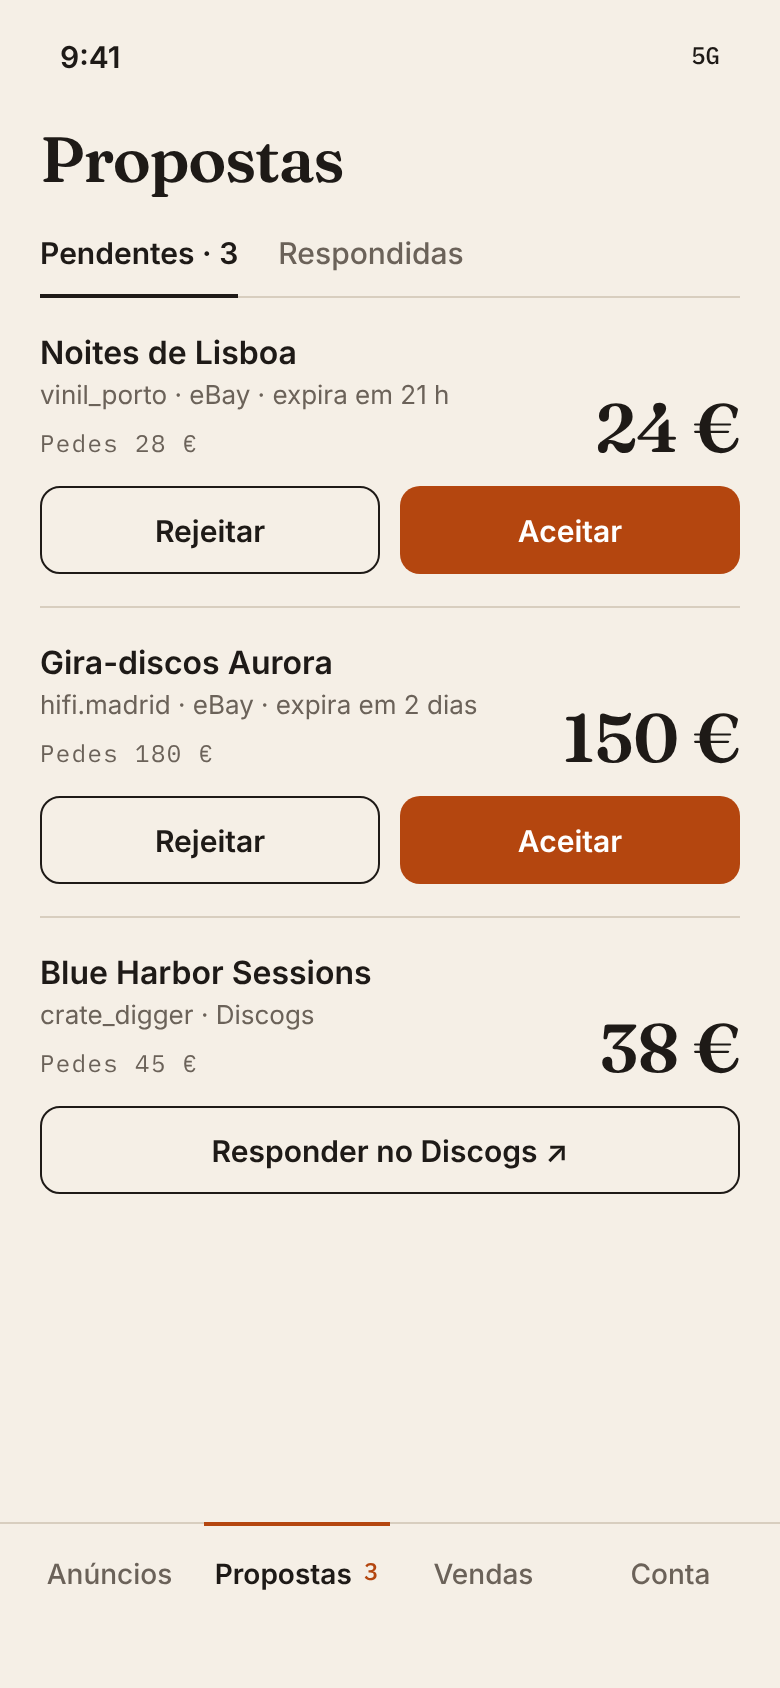 9:41
5G
Propostas
Pendentes · 3
Respondidas
Noites de Lisboa
vinil_porto · eBay · expira em 21 h
Pedes 28 €
24 €
Rejeitar
Aceitar
Gira-discos Aurora
hifi.madrid · eBay · expira em 2 dias
Pedes 180 €
150 €
Rejeitar
Aceitar
Blue Harbor Sessions
crate_digger · Discogs
Pedes 45 €
38 €
Responder no Discogs ↗
Anúncios
Propostas 3
Vendas
Conta